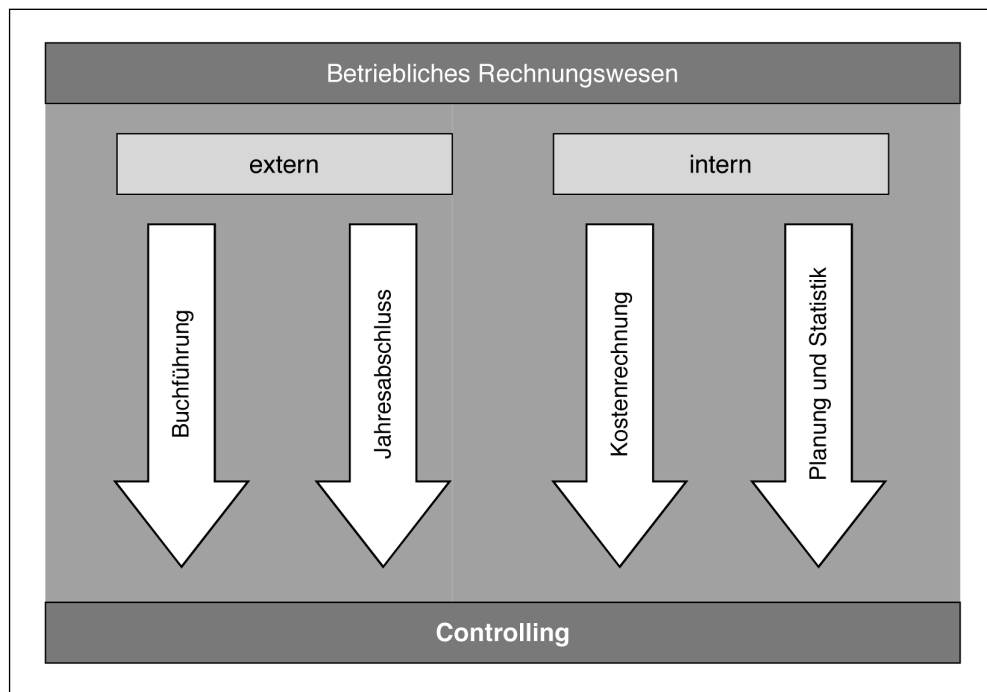 Betriebliches Rechnungswesen
extern
intern
Buchführung
Jahresabschluss
Kostenrechnung
Planung und Statistik
Controlling